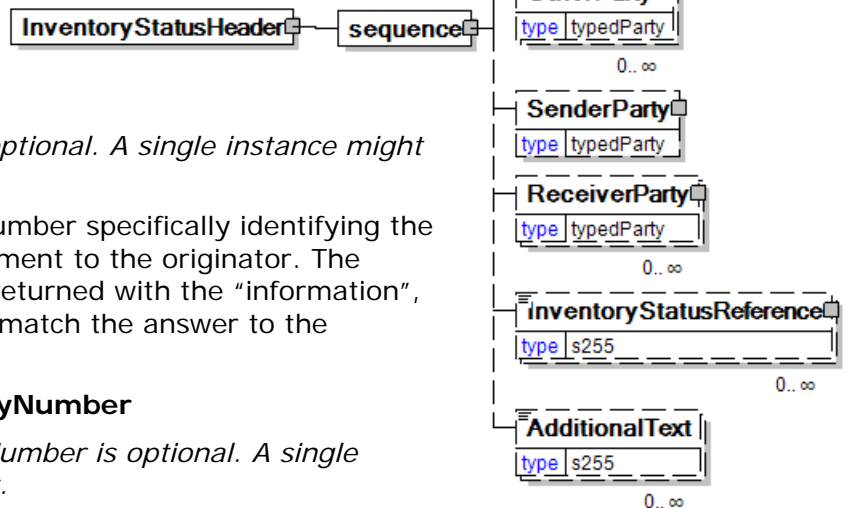 InventoryStatusHeader
sequence
type typedParty
0.. ∞
SenderParty
type typedParty
ReceiverParty
type typedParty
0.. ∞
InventoryStatusReference
type s255
0.. ∞
AdditionalText
type s255
0.. ∞
optional. A single instance might
umber specifically identifying the
ment to the originator. The
returned with the “information”,
match the answer to the
yNumber
Number is optional. A single